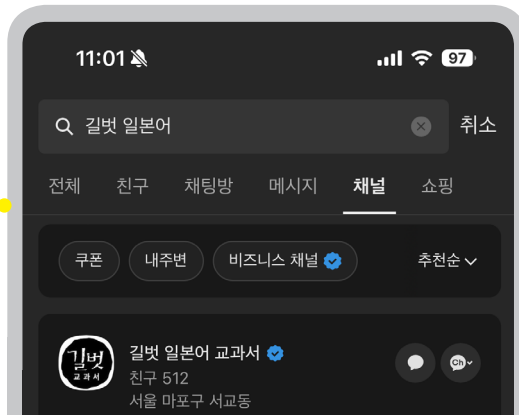 11:01
97
길벗 일본어
취소
전체 친구 채팅방 메시지 채널 쇼핑
쿠폰 내주변 비즈니스 채널 추천순
길벗
교과서
길벗 일본어 교과서
친구 512
서울 마포구 서교동
Ch